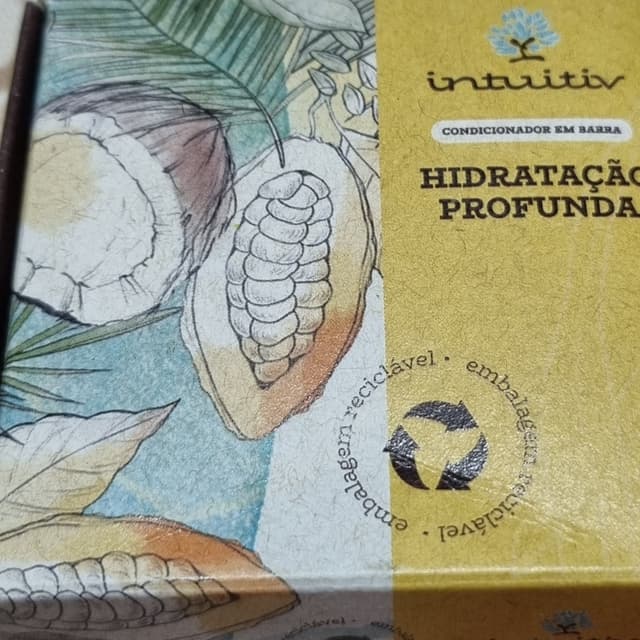 intuitiv
CONDICIONADOR EM BARRA
HIDRATAÇÃO
PROFUNDA
embalagem reciclável · embalagem reciclável ·